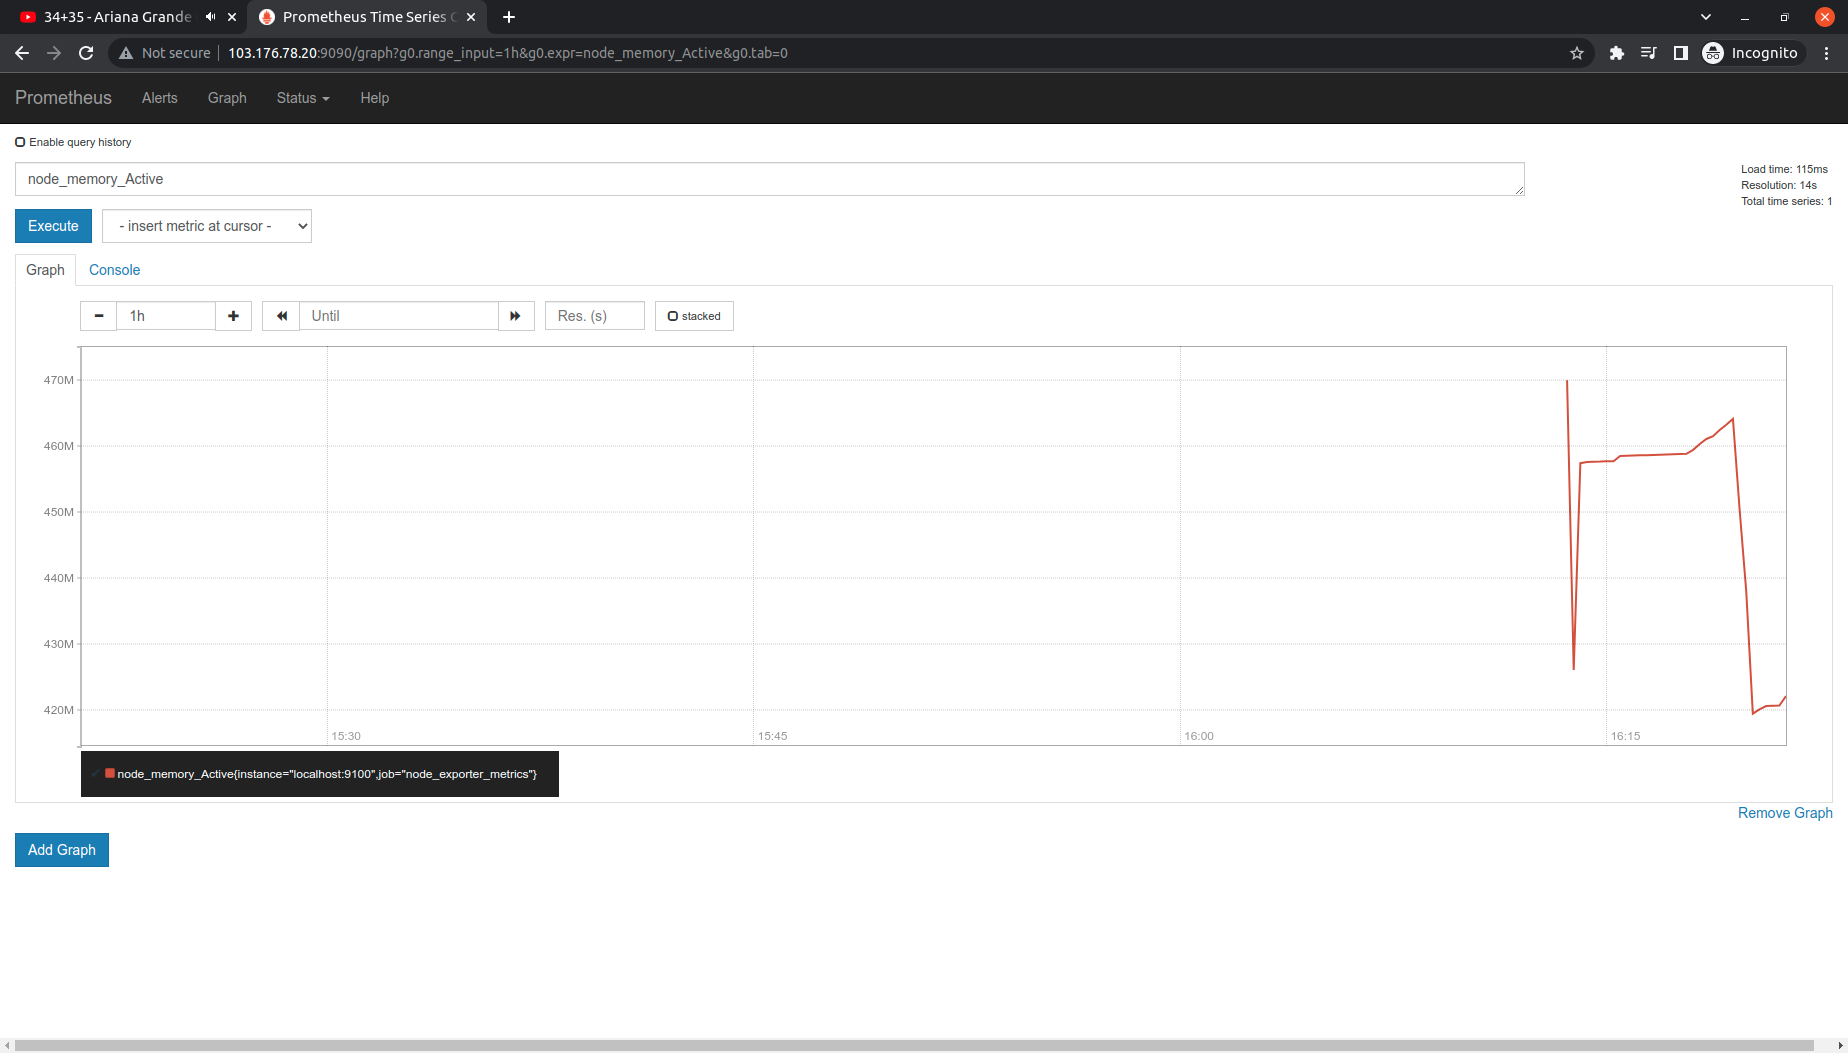 34+35 - Ariana Grande
Prometheus Time Series
Not secure 103.176.78.20:9090/graph?g0.range_input=1h&g0.expr=node_memory_Active&g0.tab=0
Incognito
Prometheus Alerts Graph Status Help
Enable query history
node_memory_Active
Load time: 115ms
Resolution: 14s
Total time series: 1
Execute
- insert metric at cursor -
Graph Console
1h
Until
Res. (s)
stacked
470M
460M
450M
440M
430M
420M
15:30 15:45 16:00 16:15
node_memory_Active{instance="localhost:9100",job="node_exporter_metrics"}
Remove Graph
Add Graph